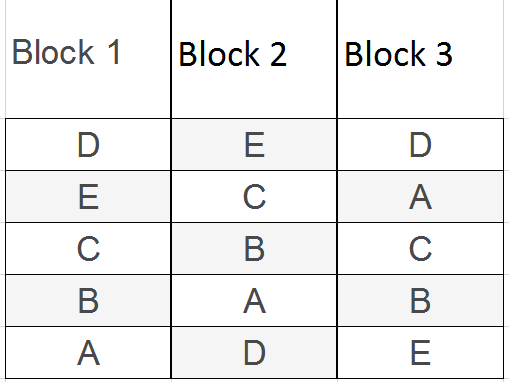 Block 1 Block 2 Block 3
D E D
E C A
C B C
B A B
A D E